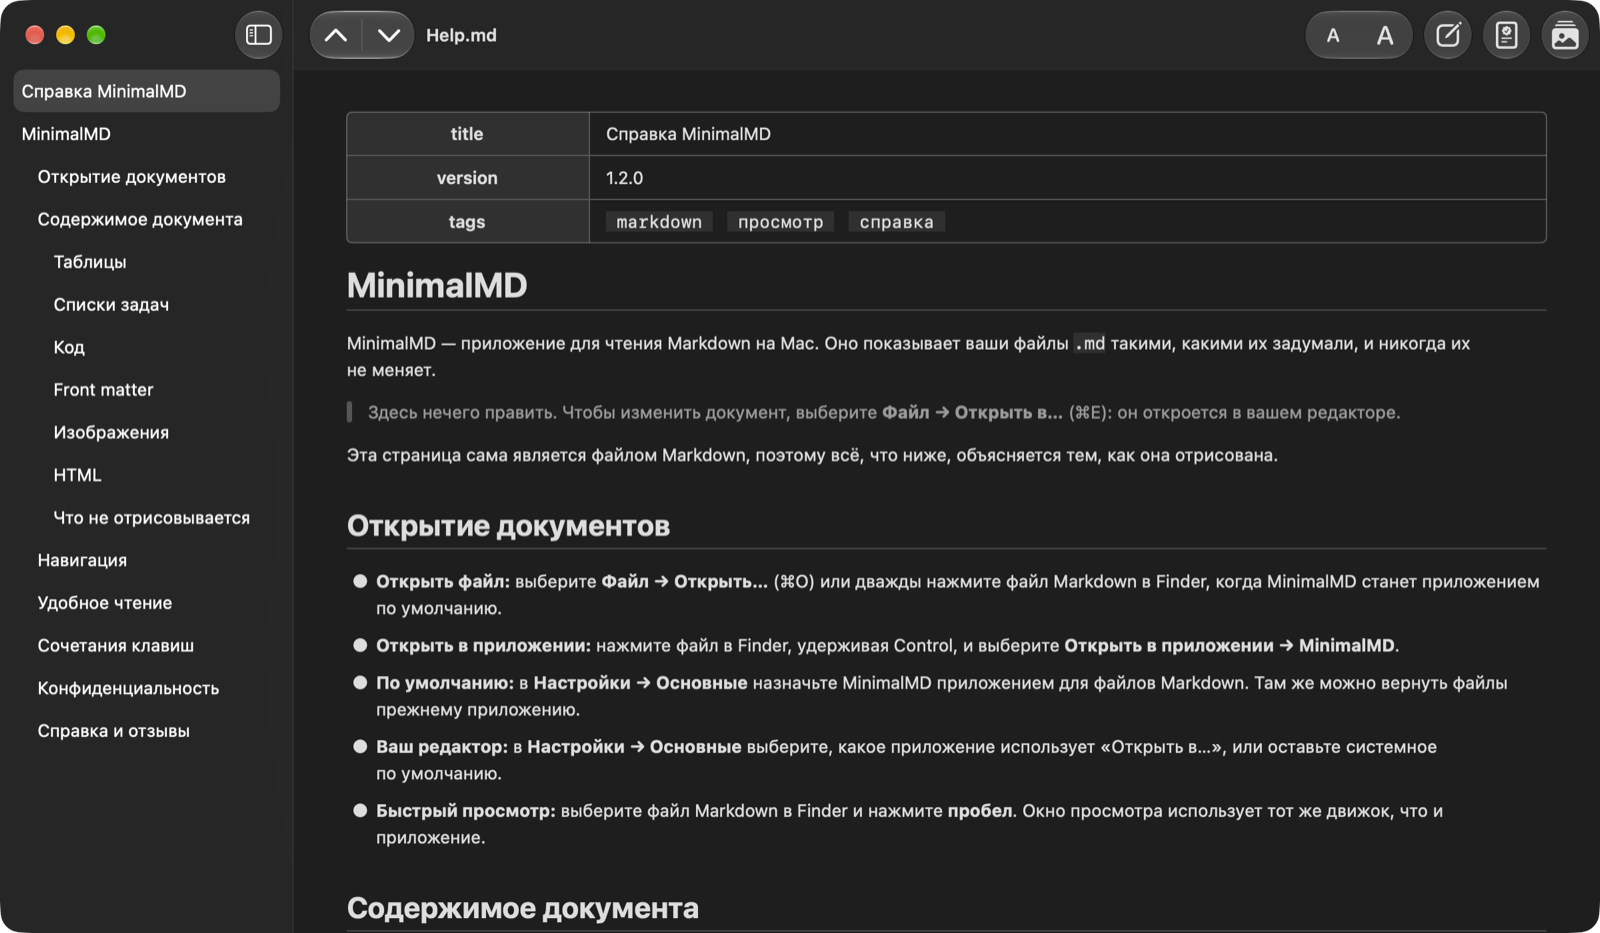 Help.md
A A
Справка MinimalMD
MinimalMD
Открытие документов
Содержимое документа
Таблицы
Списки задач
Код
Front matter
Изображения
HTML
Что не отрисовывается
Навигация
Удобное чтение
Сочетания клавиш
Конфиденциальность
Справка и отзывы
title Справка MinimalMD
version 1.2.0
tags markdown просмотр справка
MinimalMD
MinimalMD — приложение для чтения Markdown на Mac. Оно показывает ваши файлы .md такими, какими их задумали, и никогда их
не меняет.
Здесь нечего править. Чтобы изменить документ, выберите Файл → Открыть в... (⌘E): он откроется в вашем редакторе.
Эта страница сама является файлом Markdown, поэтому всё, что ниже, объясняется тем, как она отрисована.
Открытие документов
● Открыть файл: выберите Файл → Открыть... (⌘O) или дважды нажмите файл Markdown в Finder, когда MinimalMD станет приложением
по умолчанию.
● Открыть в приложении: нажмите файл в Finder, удерживая Control, и выберите Открыть в приложении → MinimalMD.
● По умолчанию: в Настройки → Основные назначьте MinimalMD приложением для файлов Markdown. Там же можно вернуть файлы
прежнему приложению.
● Ваш редактор: в Настройки → Основные выберите, какое приложение использует «Открыть в...», или оставьте системное
по умолчанию.
● Быстрый просмотр: выберите файл Markdown в Finder и нажмите пробел. Окно просмотра использует тот же движок, что и
приложение.
Содержимое документа